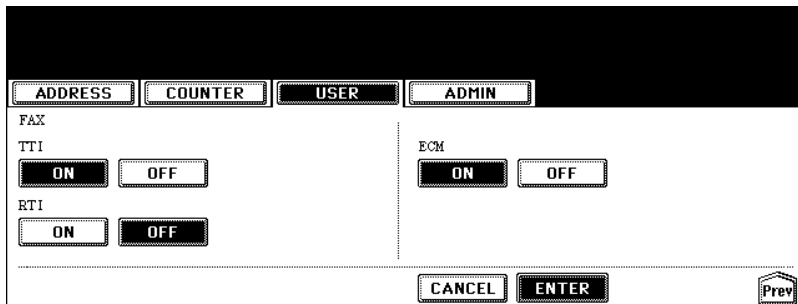 ADDRESS COUNTER USER ADMIN
FAX
TTI
ON OFF
RTI
ON OFF
ECM
ON OFF
CANCEL ENTER Prev